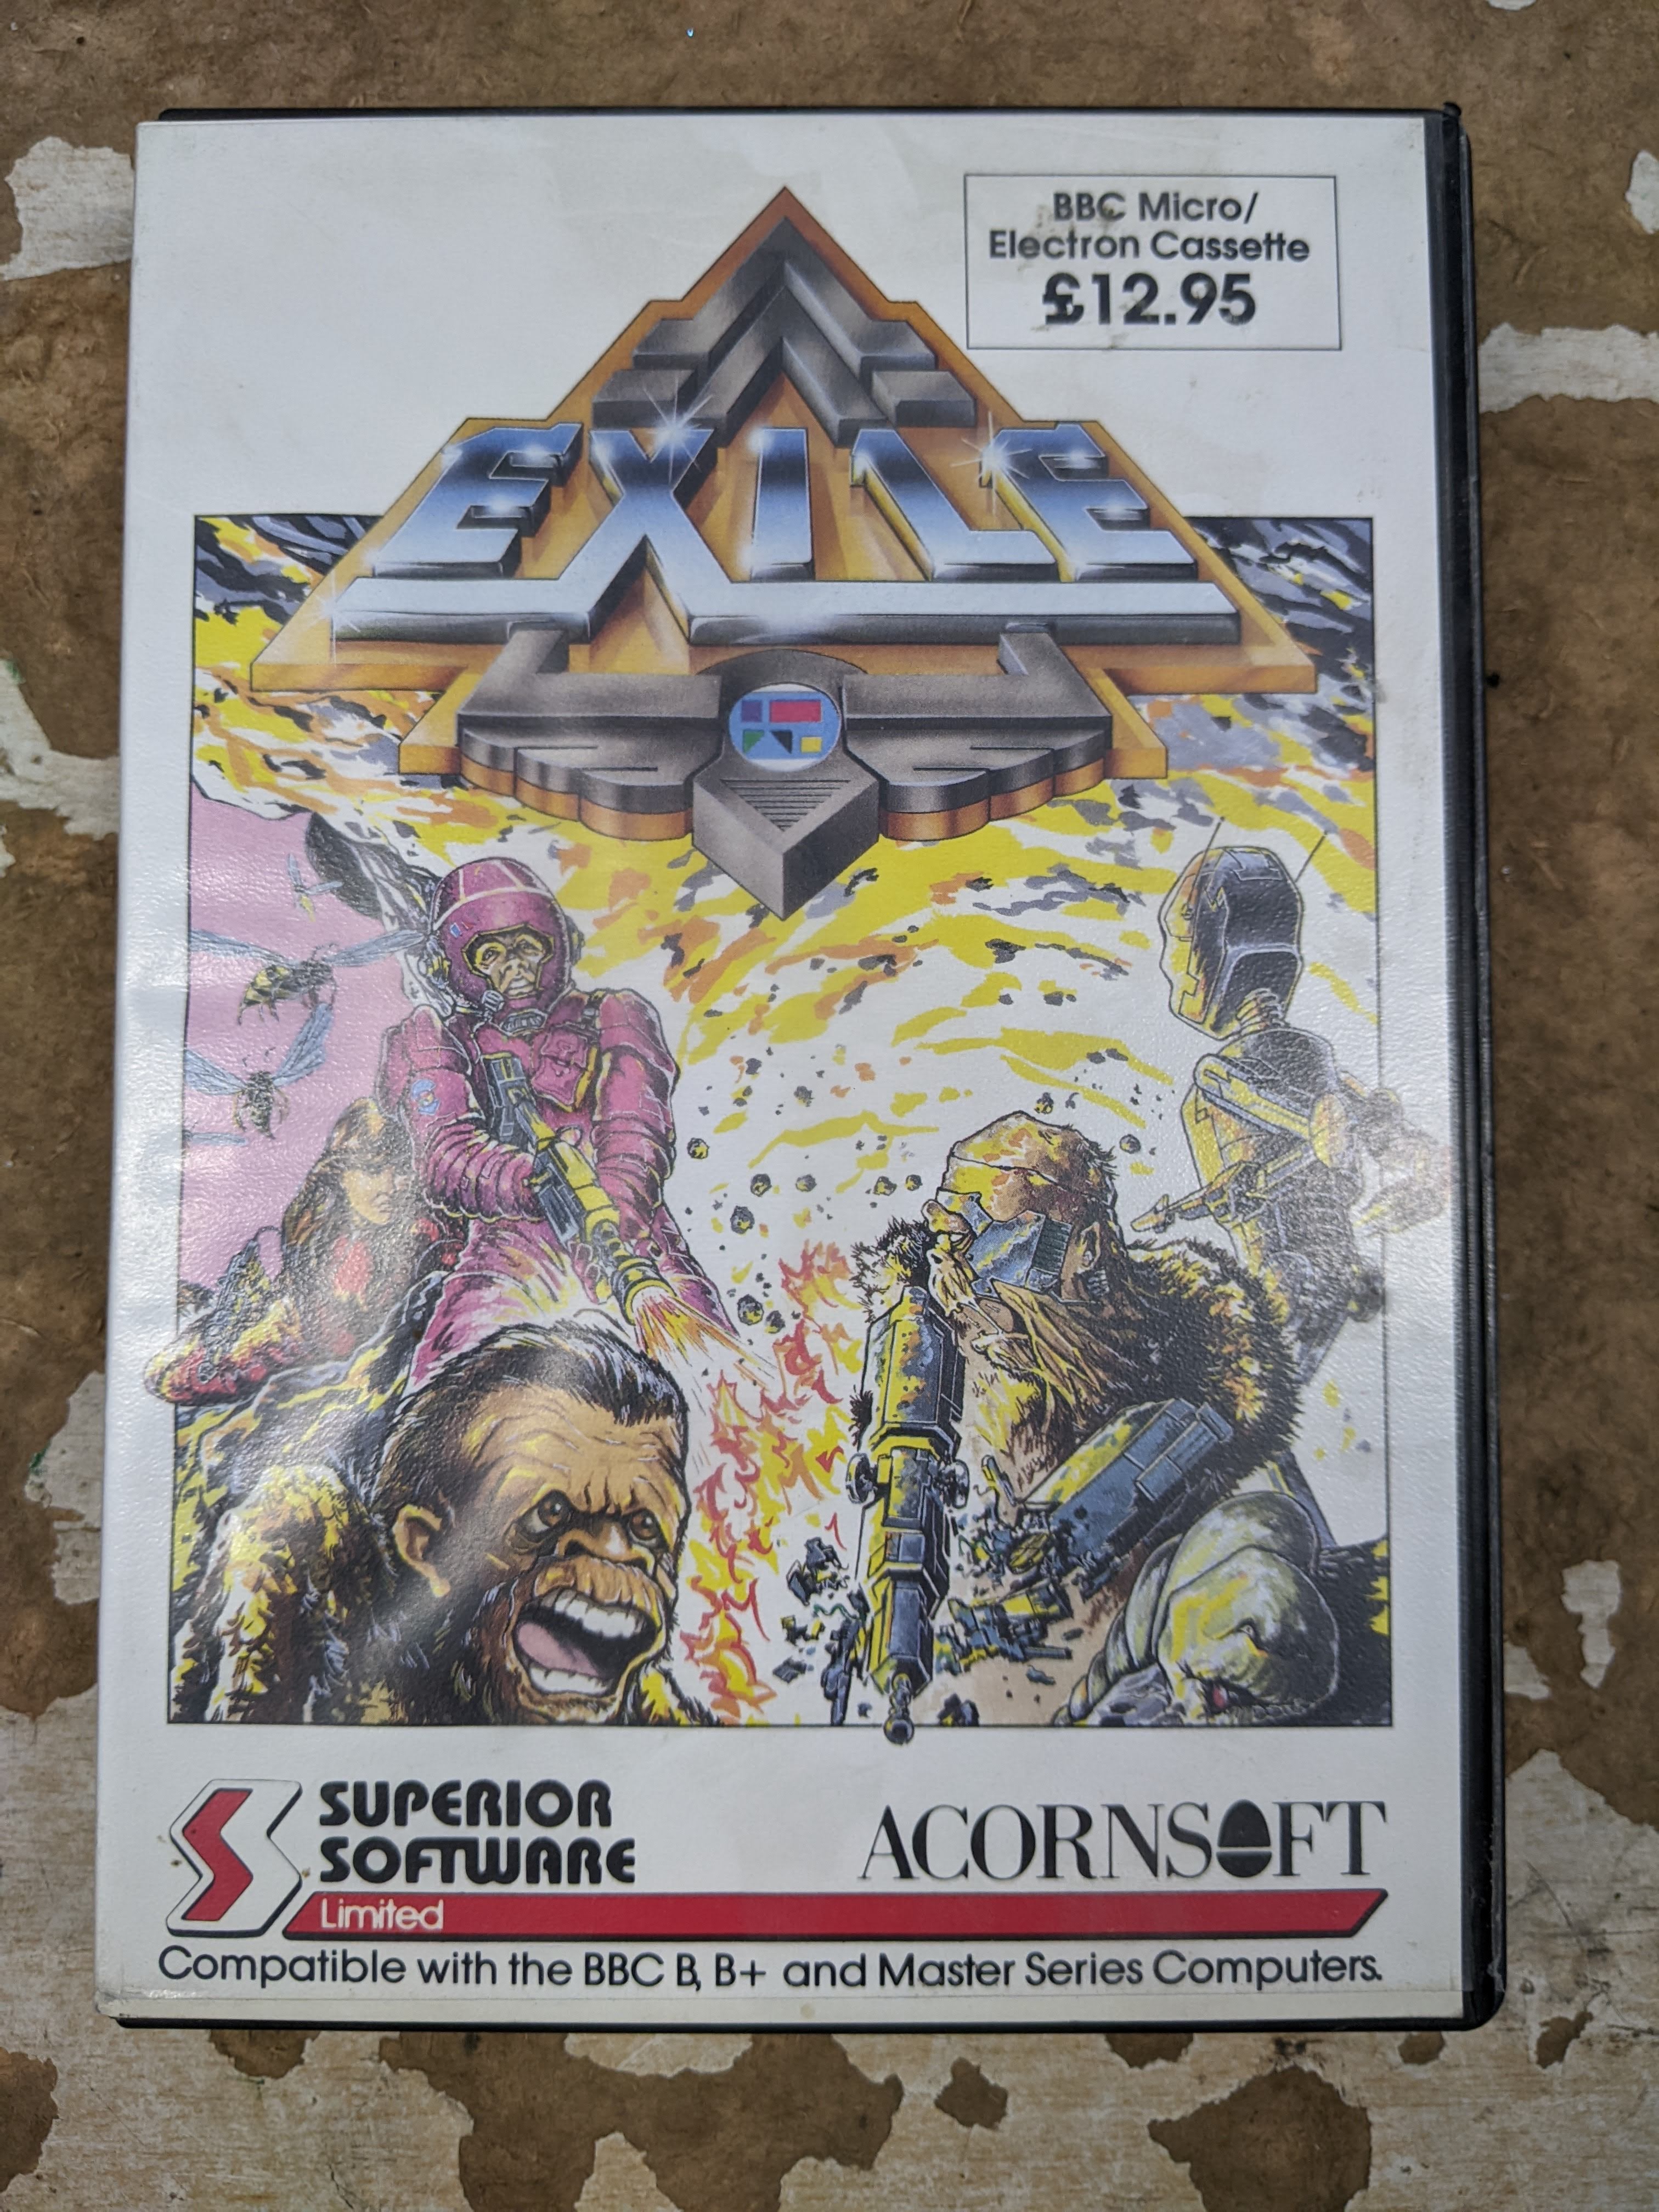 BBC Micro/
Electron Cassette
£12.95
EXILE
SUPERIOR
SOFTWARE
Limited
ACORNSOFT
Compatible with the BBC B, B+ and Master Series Computers.